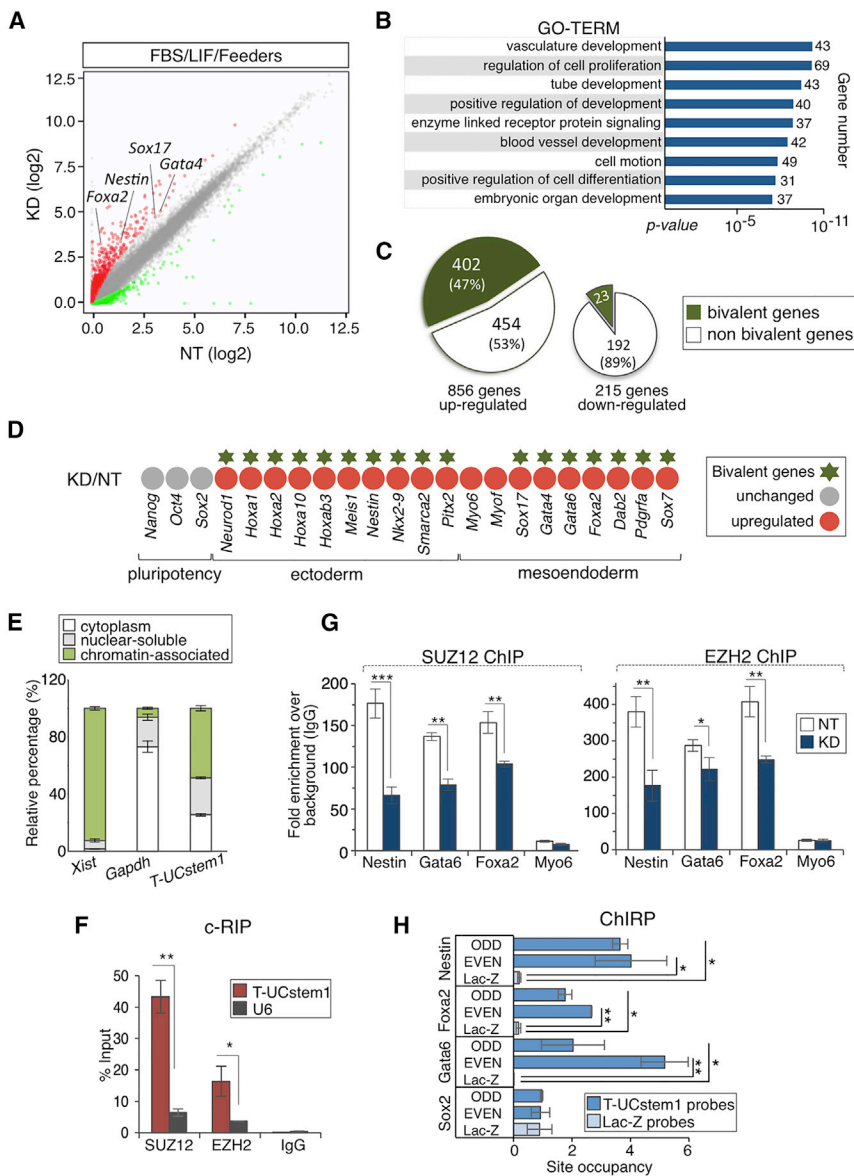 A
FBS/LIF/Feeders
KD (log2)
12.5
10.0
7.5
5.0
2.5
0.0
Sox17
Nestin
Gata4
Foxa2
0.0
2.5
5.0
7.5
10.0
12.5
NT (log2)
B
GO-TERM
vasculature development 43
regulation of cell proliferation 69
tube development 43
positive regulation of development 40
enzyme linked receptor protein signaling 37
blood vessel development 42
cell motion 49
positive regulation of cell differentiation 31
embryonic organ development 37
Gene number
p-value 10⁻⁵ 10⁻¹¹
C
402
(47%)
454
(53%)
856 genes
up-regulated
23
192
(89%)
215 genes
down-regulated
bivalent genes
non bivalent genes
D
KD/NT
Nanog
Oct4
Sox2
Neurod1
Hoxa1
Hoxa2
Hoxa10
Hoxab3
Meis1
Nestin
Nkx2-9
Smarca2
Pitx2
Myo6
Myof
Sox17
Gata4
Gata6
Foxa2
Dab2
Pdgrfa
Sox7
pluripotency
ectoderm
mesoendoderm
Bivalent genes
unchanged
upregulated
E
cytoplasm
nuclear-soluble
chromatin-associated
Relative percentage (%)
120
80
40
0
Xist
Gapdh
T-UCstem1
F
c-RIP
T-UCstem1
U6
% Input
50
40
30
20
10
0
**
*
SUZ12
EZH2
IgG
G
SUZ12 ChIP
Fold enrichment over
background (IgG)
200
150
100
50
0
***
**
**
Nestin
Gata6
Foxa2
Myo6
EZH2 ChIP
400
300
200
100
0
**
*
**
NT
KD
Nestin
Gata6
Foxa2
Myo6
H
ChIRP
Nestin
ODD
EVEN
Lac-Z
*
*
Foxa2
ODD
EVEN
Lac-Z
**
*
Gata6
ODD
EVEN
Lac-Z
**
*
Sox2
ODD
EVEN
Lac-Z
T-UCstem1 probes
Lac-Z probes
0
2
4
6
Site occupancy